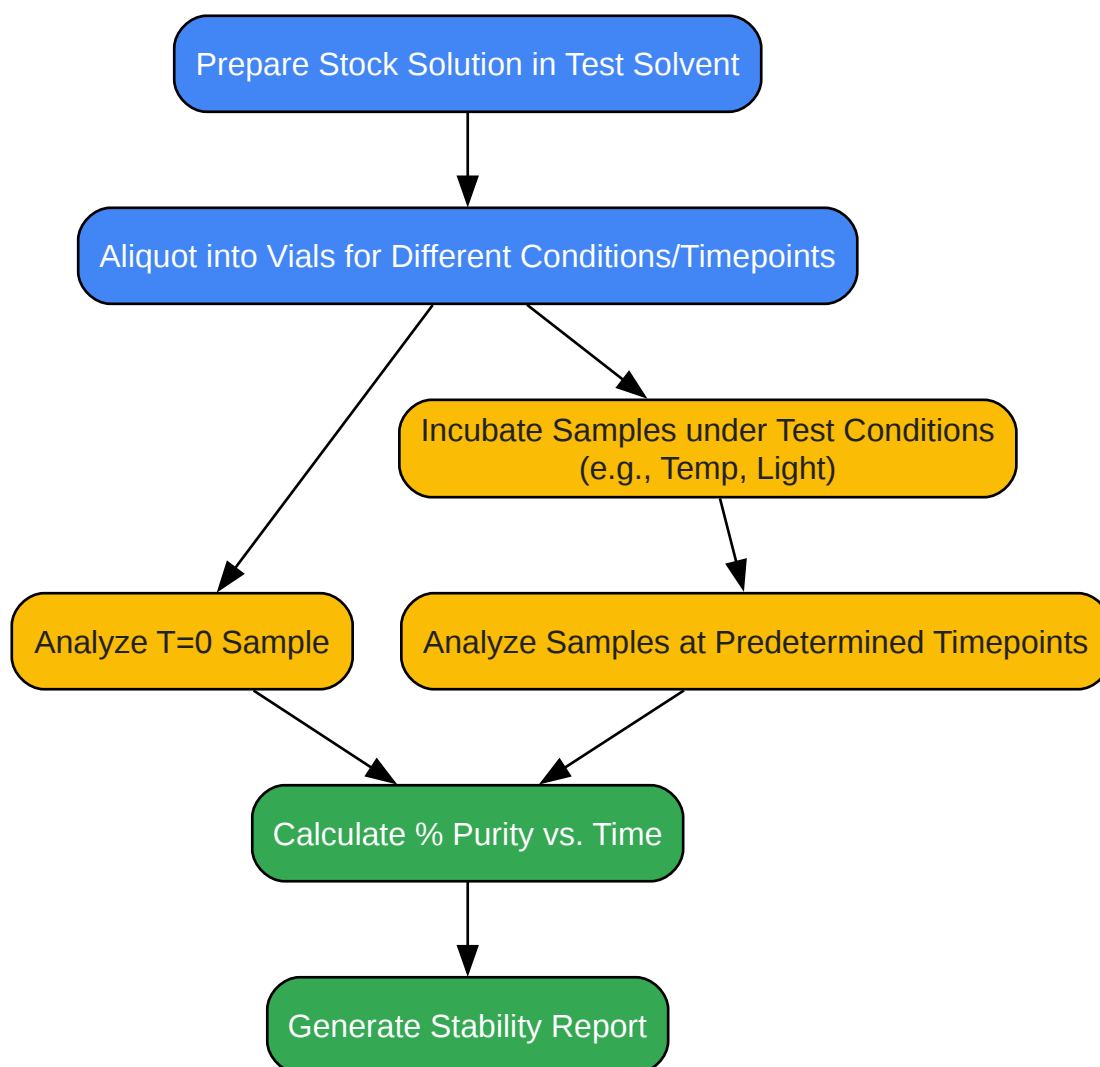 Prepare Stock Solution in Test Solvent
Aliquot into Vials for Different Conditions/Timepoints
Incubate Samples under Test Conditions
(e.g., Temp, Light)
Analyze T=0 Sample
Analyze Samples at Predetermined Timepoints
Calculate % Purity vs. Time
Generate Stability Report